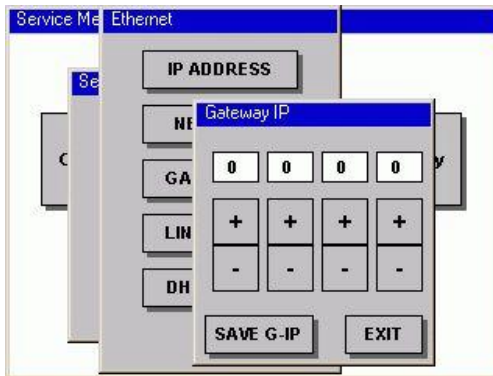 Service Me
Ethernet
IP ADDRESS
Se
Gateway IP
NE
0 0 0 0
C
y
GA
+ + + +
LIN
- - - -
DH
SAVE G-IP EXIT